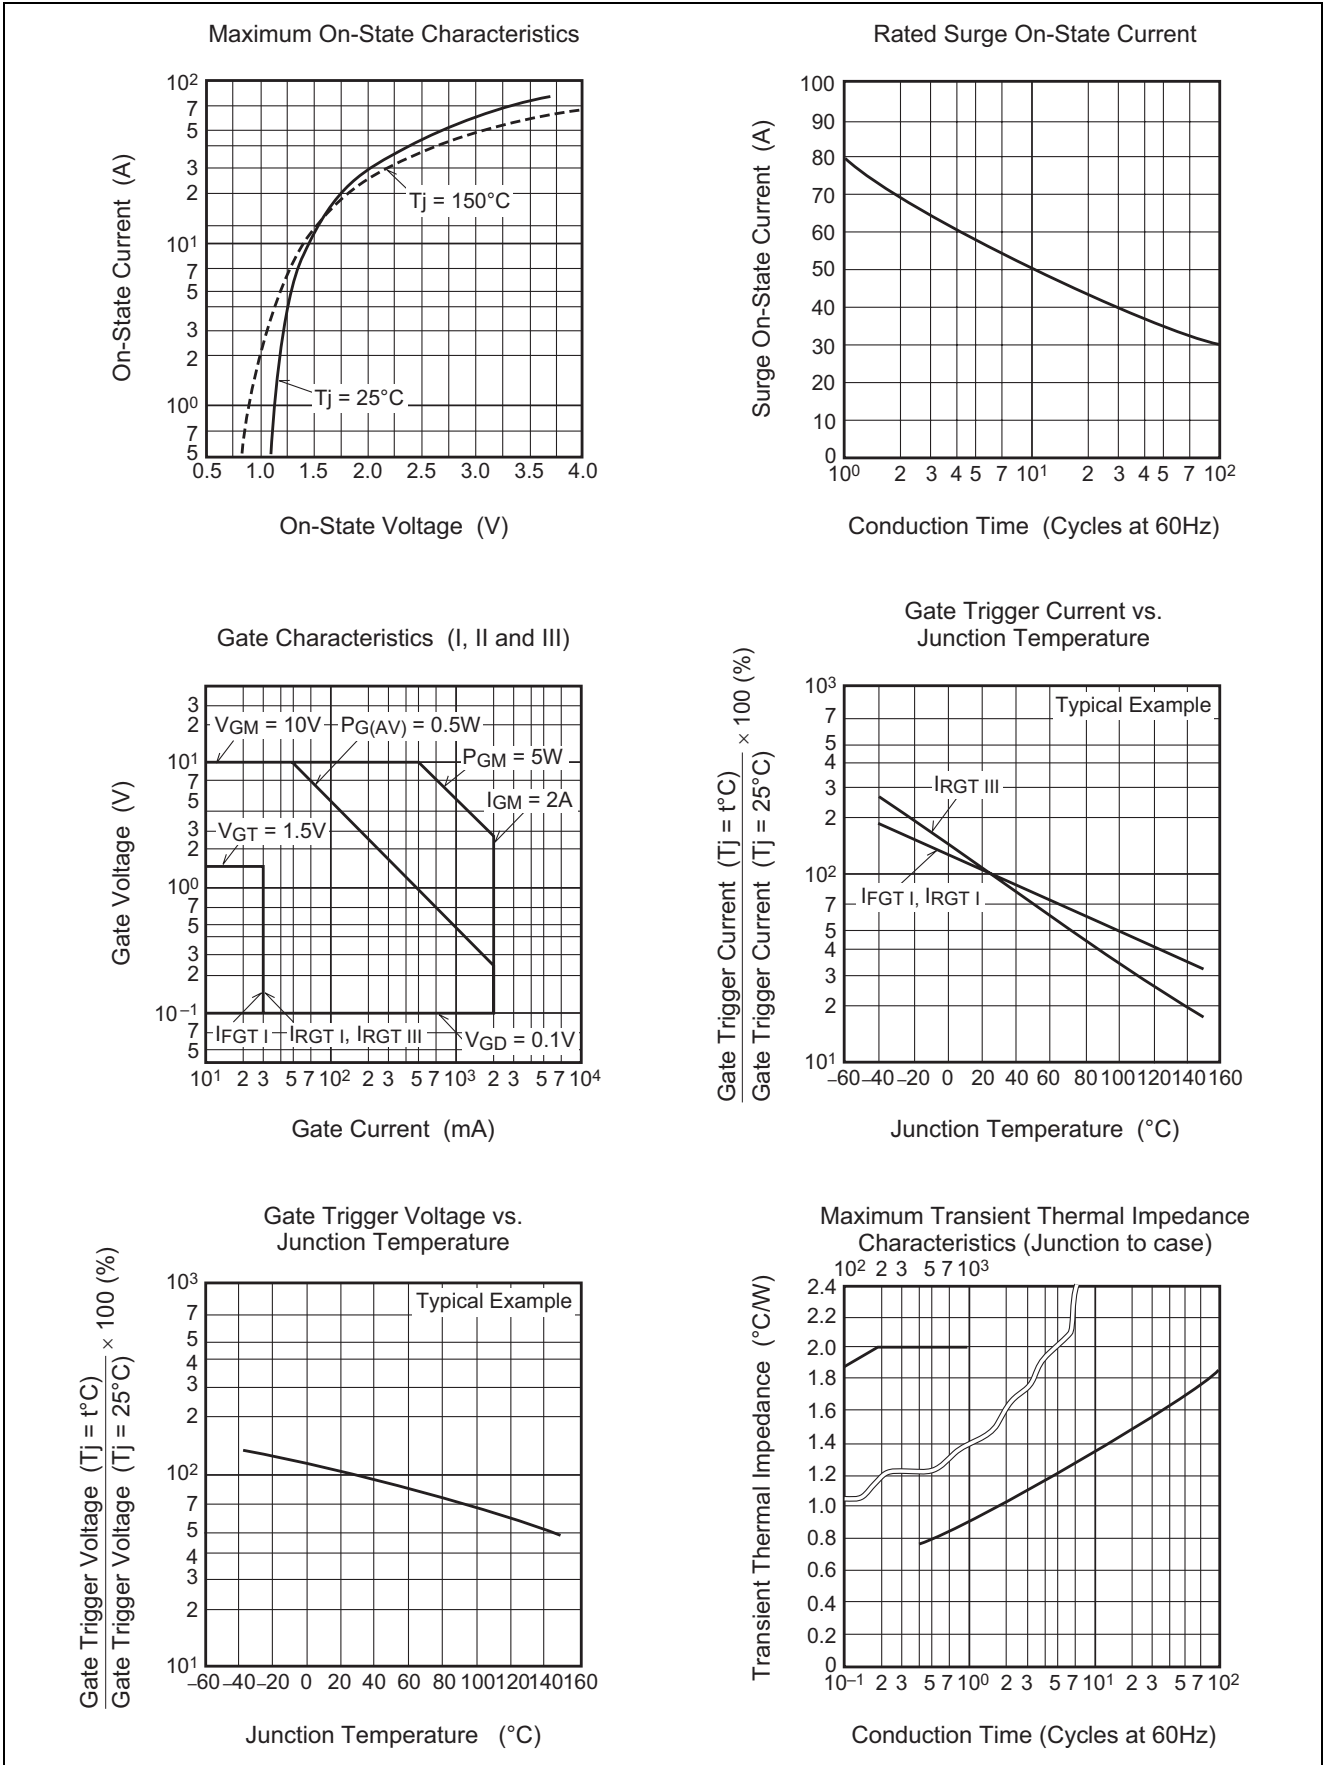 Maximum On-State Characteristics
On-State Current (A)
10²
7
5
3
2
10¹
7
5
3
2
10⁰
7
5
0.5 1.0 1.5 2.0 2.5 3.0 3.5 4.0
Tj = 150°C
Tj = 25°C
On-State Voltage (V)
Rated Surge On-State Current
Surge On-State Current (A)
100
90
80
70
60
50
40
30
20
10
0
10⁰ 2 3 4 5 7 10¹ 2 3 4 5 7 10²
Conduction Time (Cycles at 60Hz)
Gate Characteristics (I, II and III)
Gate Voltage (V)
3
2
10¹
7
5
3
2
10⁰
7
5
3
2
10⁻¹
7
5
VGM = 10V
PG(AV) = 0.5W
PGM = 5W
IGM = 2A
VGT = 1.5V
IFGT I
IRGT I, IRGT III
VGD = 0.1V
10¹ 2 3 5 7 10² 2 3 5 7 10³ 2 3 5 7 10⁴
Gate Current (mA)
Gate Trigger Current vs.
Junction Temperature
Gate Trigger Current (Tj = t°C)
Gate Trigger Current (Tj = 25°C)
× 100 (%)
10³
7
5
4
3
2
10²
7
5
4
3
2
10¹
Typical Example
IRGT III
IFGT I, IRGT I
–60 –40 –20 0 20 40 60 80 100 120 140 160
Junction Temperature (°C)
Gate Trigger Voltage vs.
Junction Temperature
Gate Trigger Voltage (Tj = t°C)
Gate Trigger Voltage (Tj = 25°C)
× 100 (%)
10³
7
5
4
3
2
10²
7
5
4
3
2
10¹
Typical Example
–60 –40 –20 0 20 40 60 80 100 120 140 160
Junction Temperature (°C)
Maximum Transient Thermal Impedance
Characteristics (Junction to case)
10² 2 3 5 7 10³
Transient Thermal Impedance (°C/W)
2.4
2.2
2.0
1.8
1.6
1.4
1.2
1.0
0.8
0.6
0.4
0.2
0
10⁻¹ 2 3 5 7 10⁰ 2 3 5 7 10¹ 2 3 5 7 10²
Conduction Time (Cycles at 60Hz)